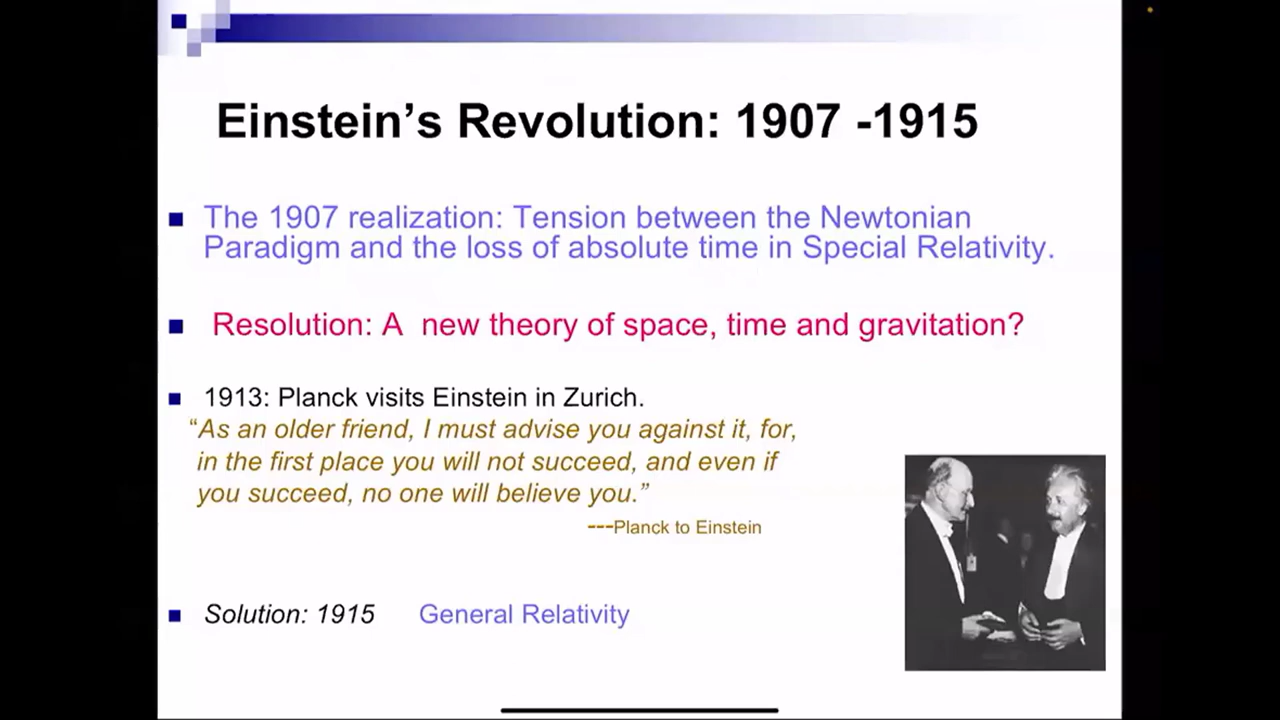 Einstein’s Revolution: 1907 -1915
The 1907 realization: Tension between the Newtonian
Paradigm and the loss of absolute time in Special Relativity.
Resolution: A  new theory of space, time and gravitation?
1913: Planck visits Einstein in Zurich.
“As an older friend, I must advise you against it, for,
in the first place you will not succeed, and even if
you succeed, no one will believe you.”
---Planck to Einstein
Solution: 1915 General Relativity